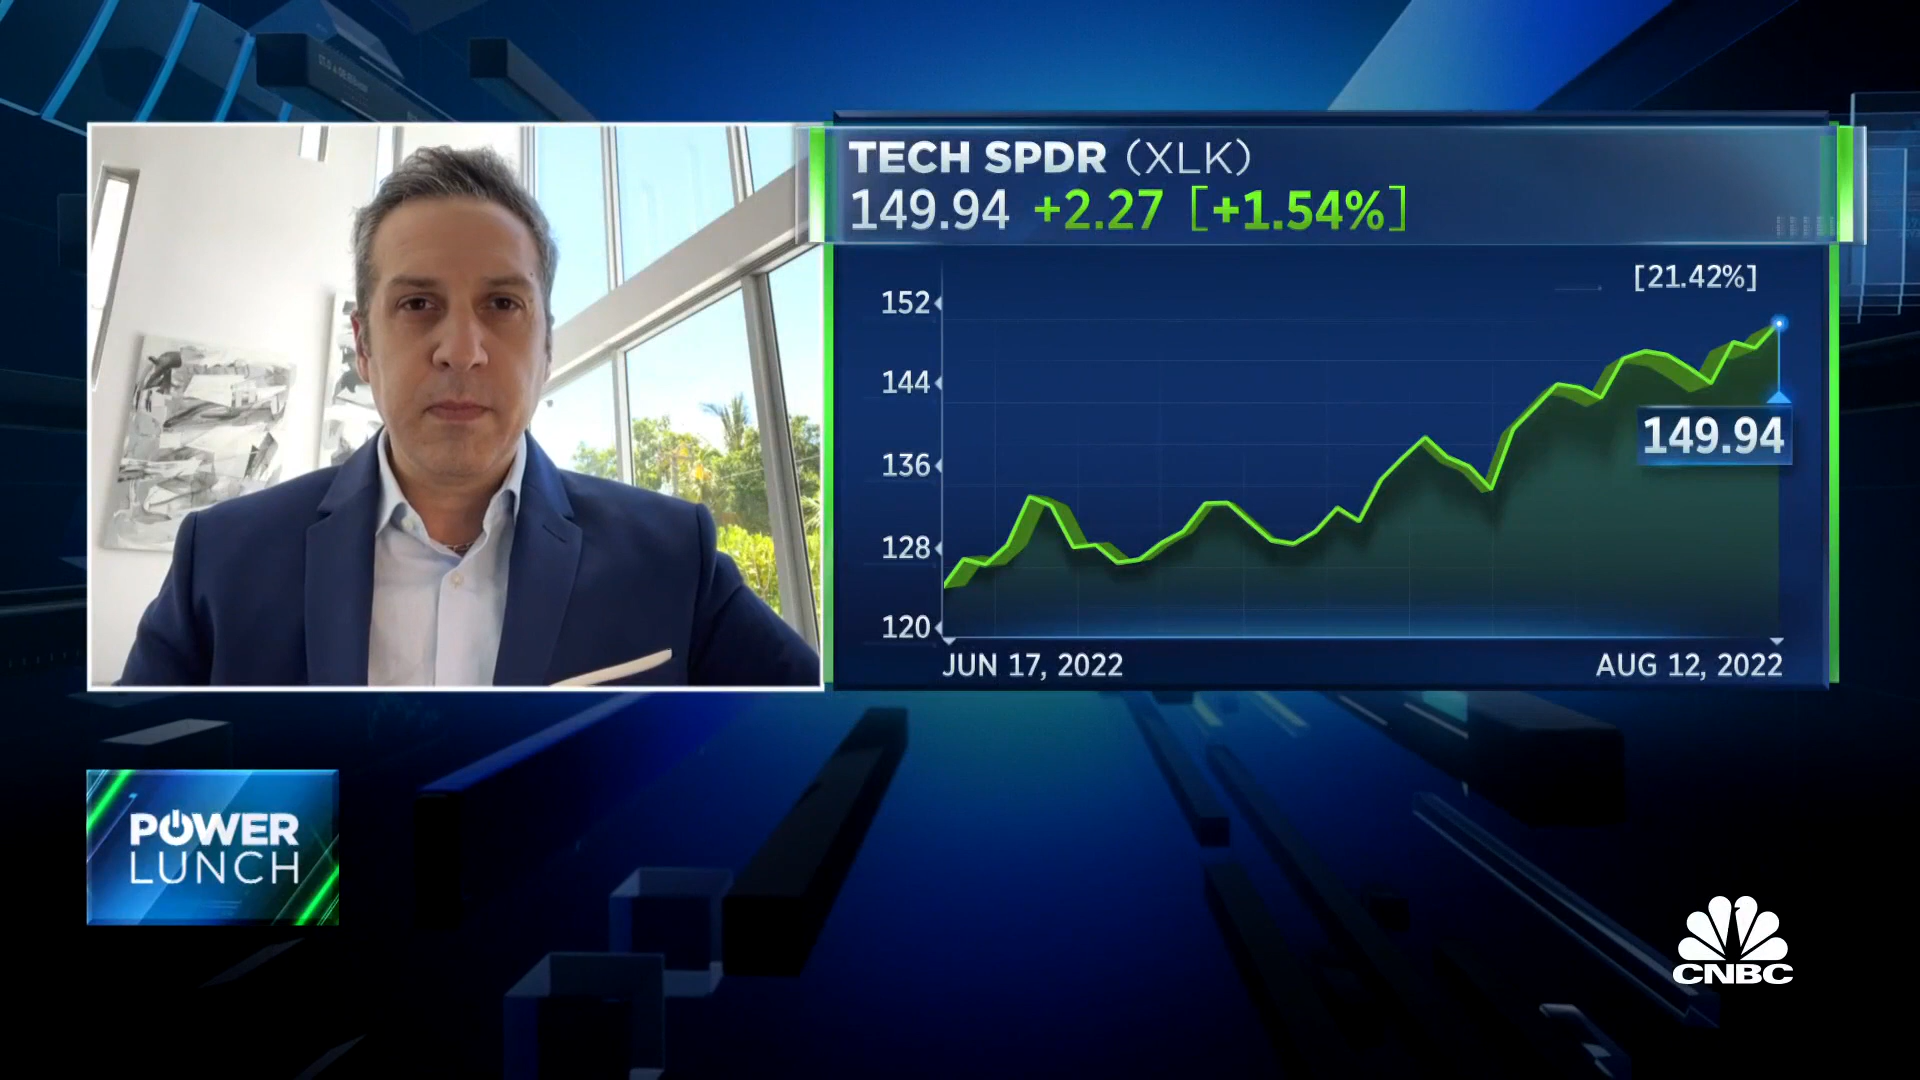 TECH SPDR (XLK)
149.94 +2.27 [+1.54%]
[21.42%]
152
144
136
128
120
149.94
JUN 17, 2022
AUG 12, 2022
POWER
LUNCH
CNBC